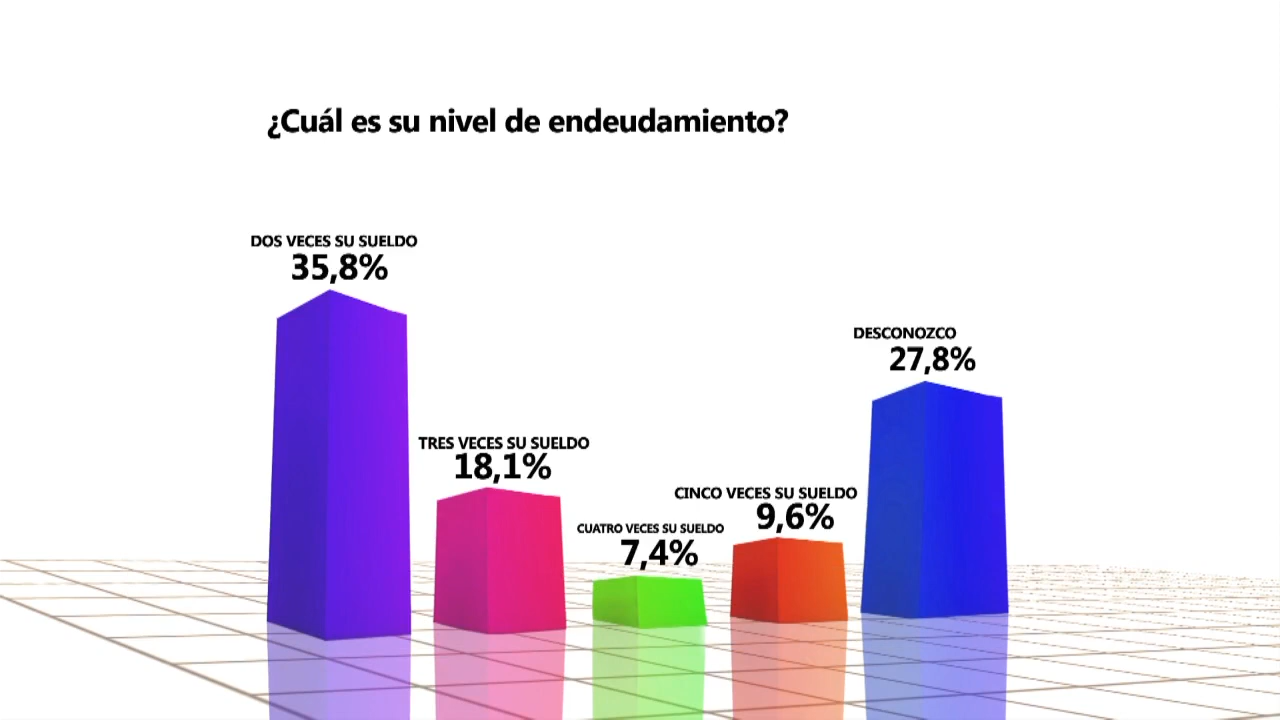 ¿Cuál es su nivel de endeudamiento?
DOS VECES SU SUELDO
35,8%
TRES VECES SU SUELDO
18,1%
CUATRO VECES SU SUELDO
7,4%
CINCO VECES SU SUELDO
9,6%
DESCONOZCO
27,8%